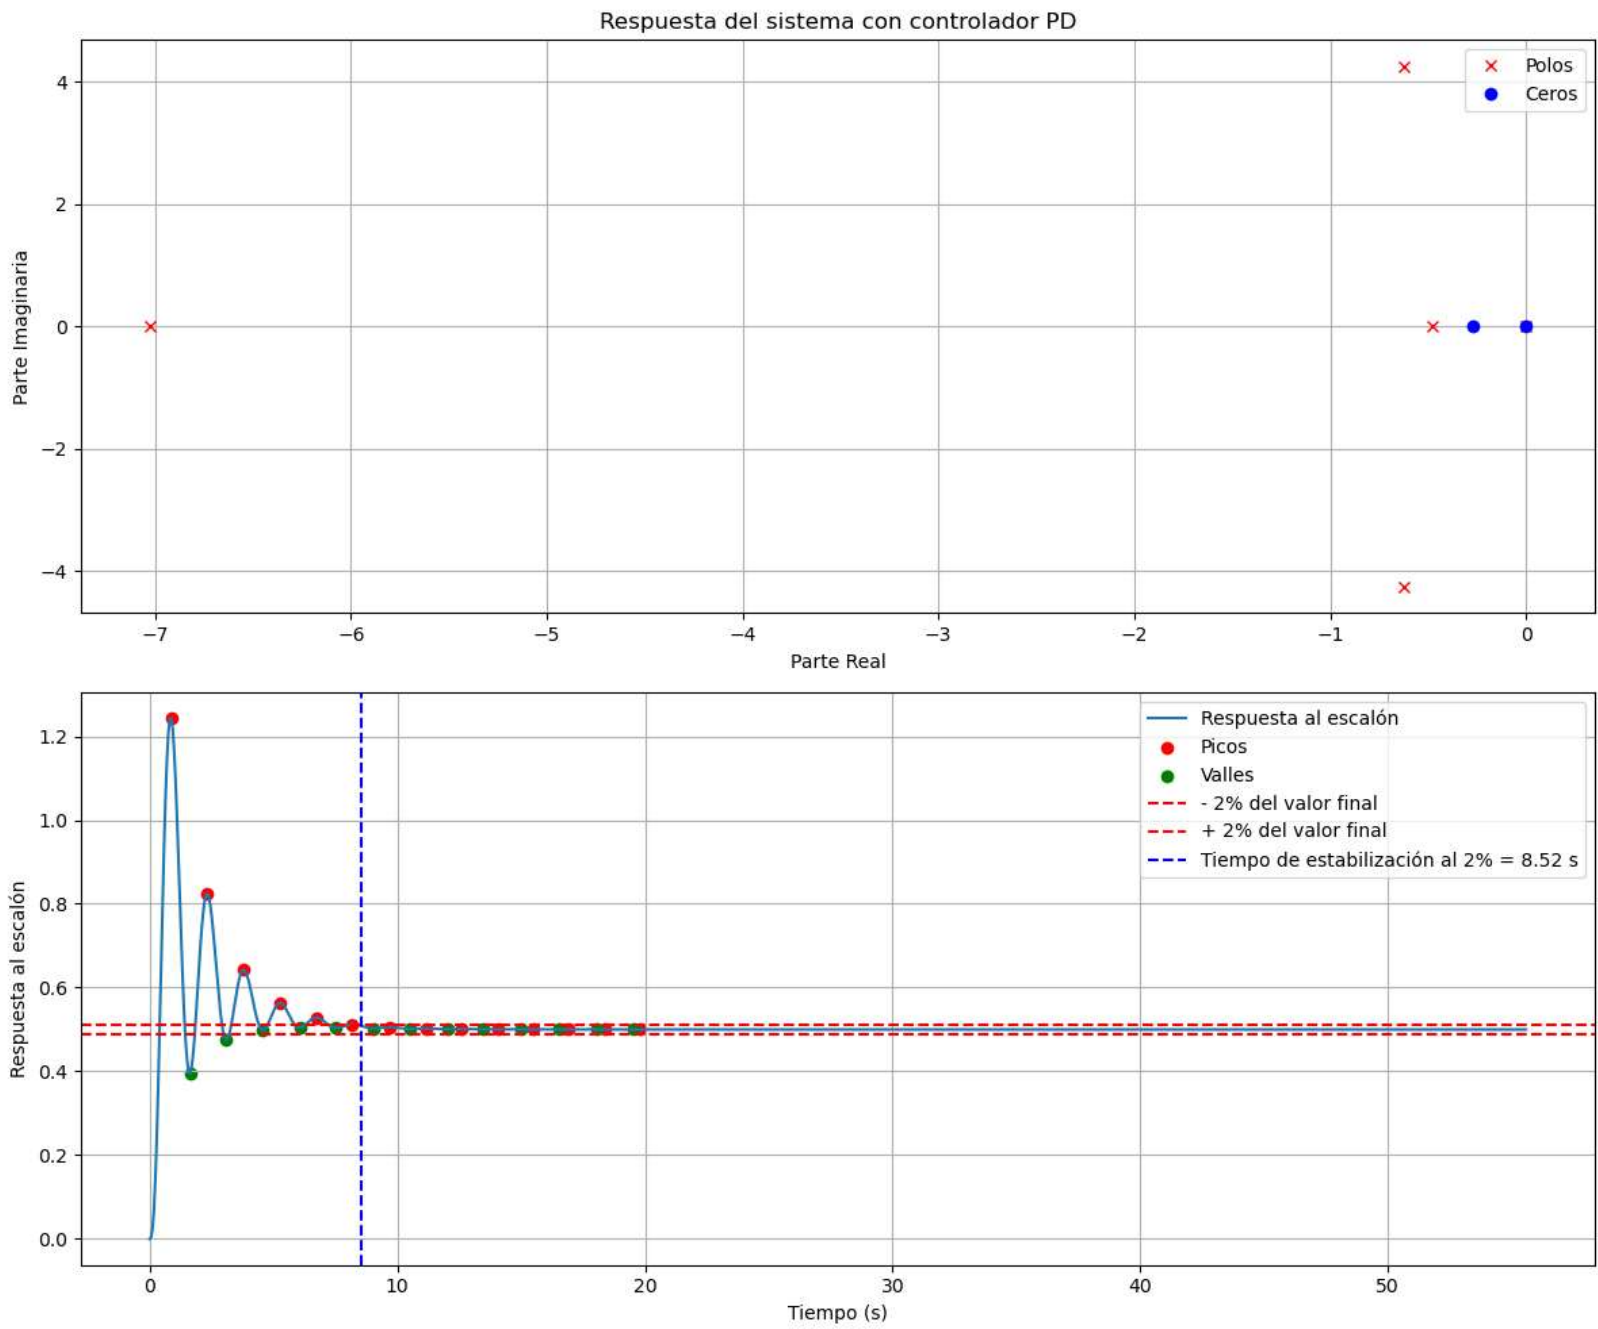 Respuesta del sistema con controlador PD
4
2
0
−2
−4
Parte Imaginaria
Polos
Ceros
−7
−6
−5
−4
−3
−2
−1
0
Parte Real
1.2
1.0
0.8
0.6
0.4
0.2
0.0
Respuesta al escalón
Respuesta al escalón
Picos
Valles
- 2% del valor final
+ 2% del valor final
Tiempo de estabilización al 2% = 8.52 s
0
10
20
30
40
50
Tiempo (s)